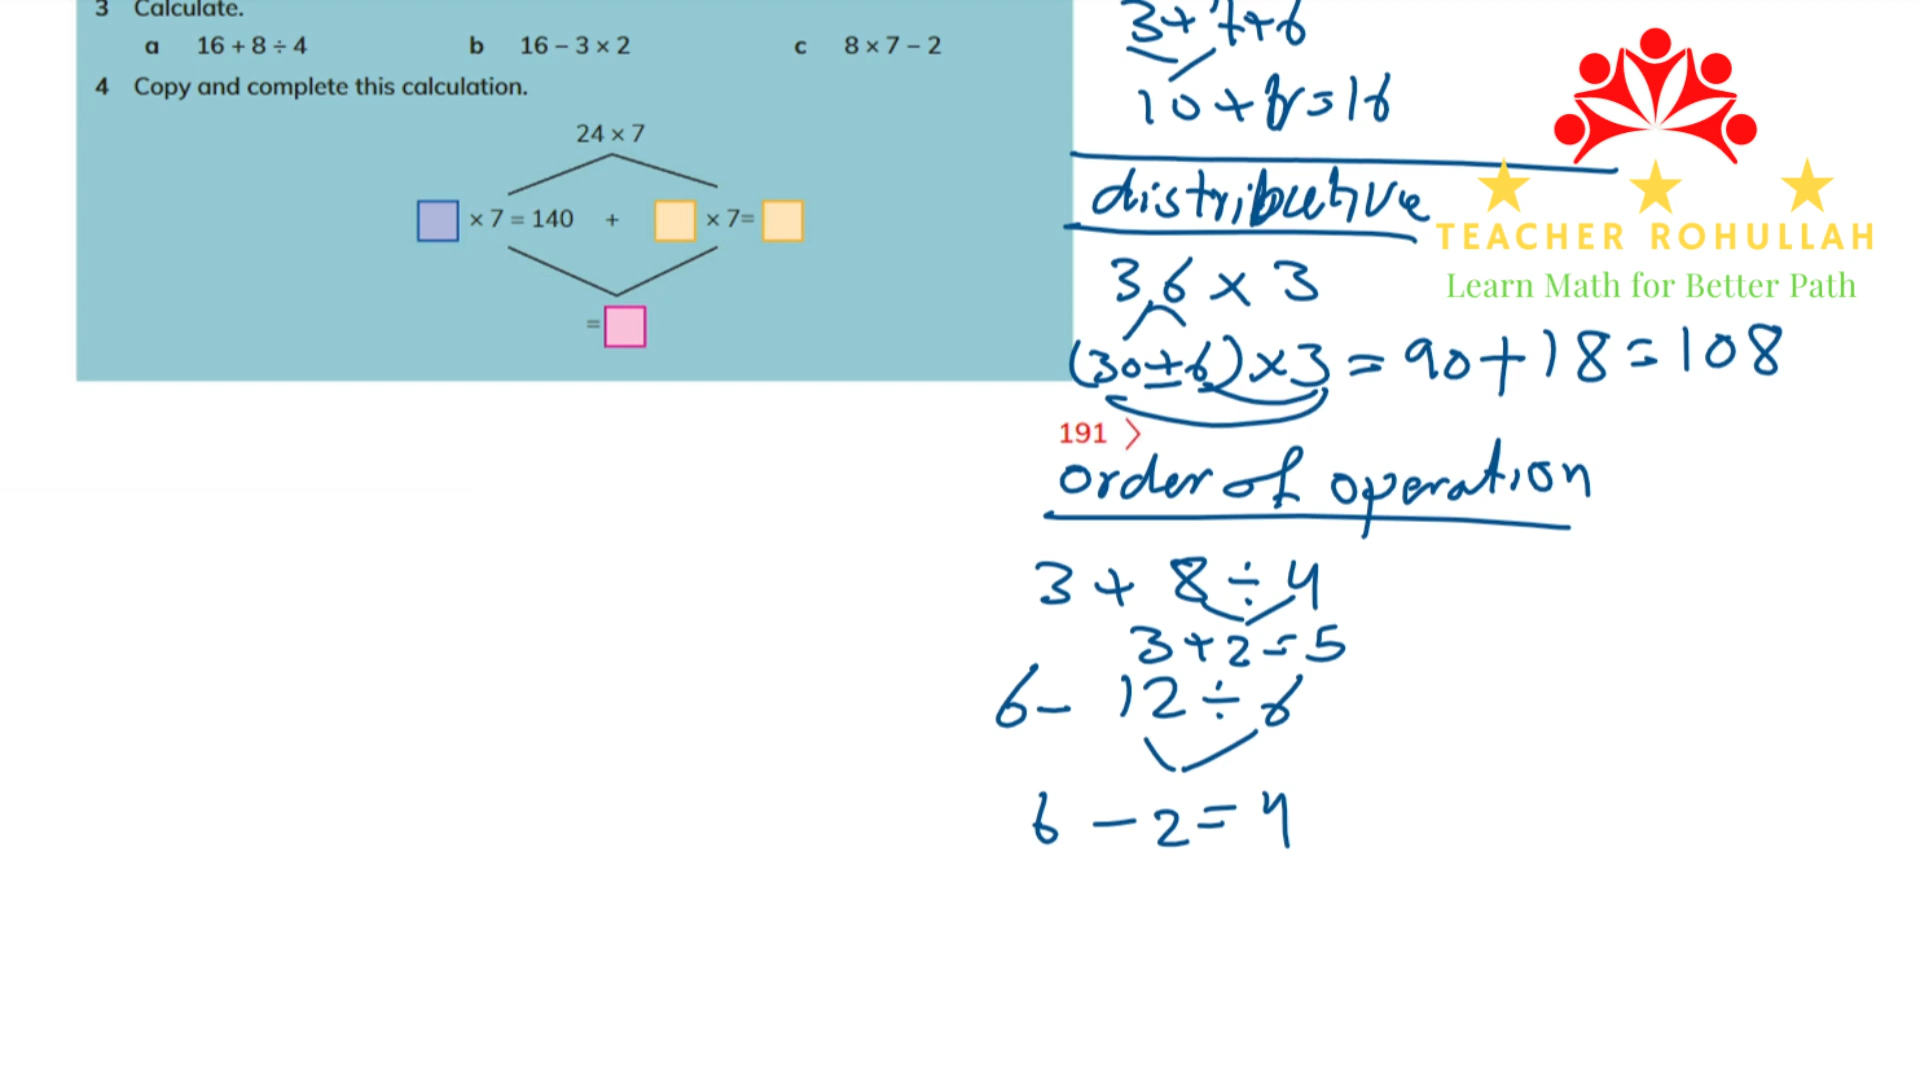 3 Calculate.
a 16 + 8 ÷ 4 b 16 – 3 × 2 c 8 × 7 – 2
4 Copy and complete this calculation.
24 × 7
× 7 = 140 + × 7=
=
3+7+6
10+6=16
distributive
TEACHER ROHULLAH
Learn Math for Better Path
36 × 3
(30+6)×3=90+18=108
191
order of operation
3 + 8 ÷ 4
3+2=5
6- 12 ÷ 6
6 - 2 = 4